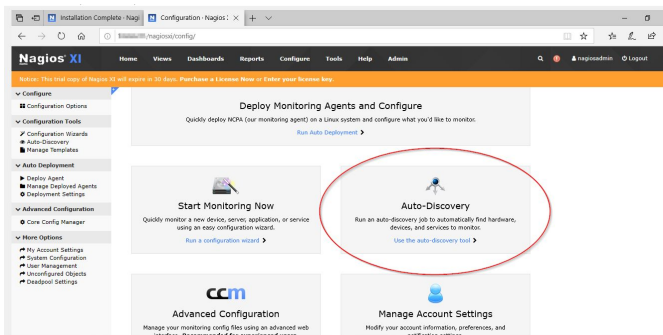 Installation Complete · Nagi
Configuration · Nagios X
/nagiosxi/config/
Nagios® XI
Home Views Dashboards Reports Configure Tools Help Admin
nagiosadmin Logout
Notice: This trial copy of Nagios XI will expire in 30 days. Purchase a License Now or Enter your license key.
Configure
Configuration Options
Configuration Tools
Configuration Wizards
Auto-Discovery
Manage Templates
Auto Deployment
Deploy Agent
Manage Deployed Agents
Deployment Settings
Advanced Configuration
Core Config Manager
More Options
My Account Settings
System Configuration
User Management
Unconfigured Objects
Deadpool Settings
Deploy Monitoring Agents and Configure
Quickly deploy NCPA (our monitoring agent) on a Linux system and configure what you'd like to monitor.
Run Auto Deployment
Start Monitoring Now
Quickly monitor a new device, server, application, or service
using an easy configuration wizard.
Run a configuration wizard
Auto-Discovery
Run an auto-discovery job to automatically find hardware,
devices, and services to monitor.
Use the auto-discovery tool
ccm
Advanced Configuration
Manage your monitoring config files using an advanced web
interface. Recommended for experienced users.
Manage Account Settings
Modify your account information, preferences, and
notification settings.